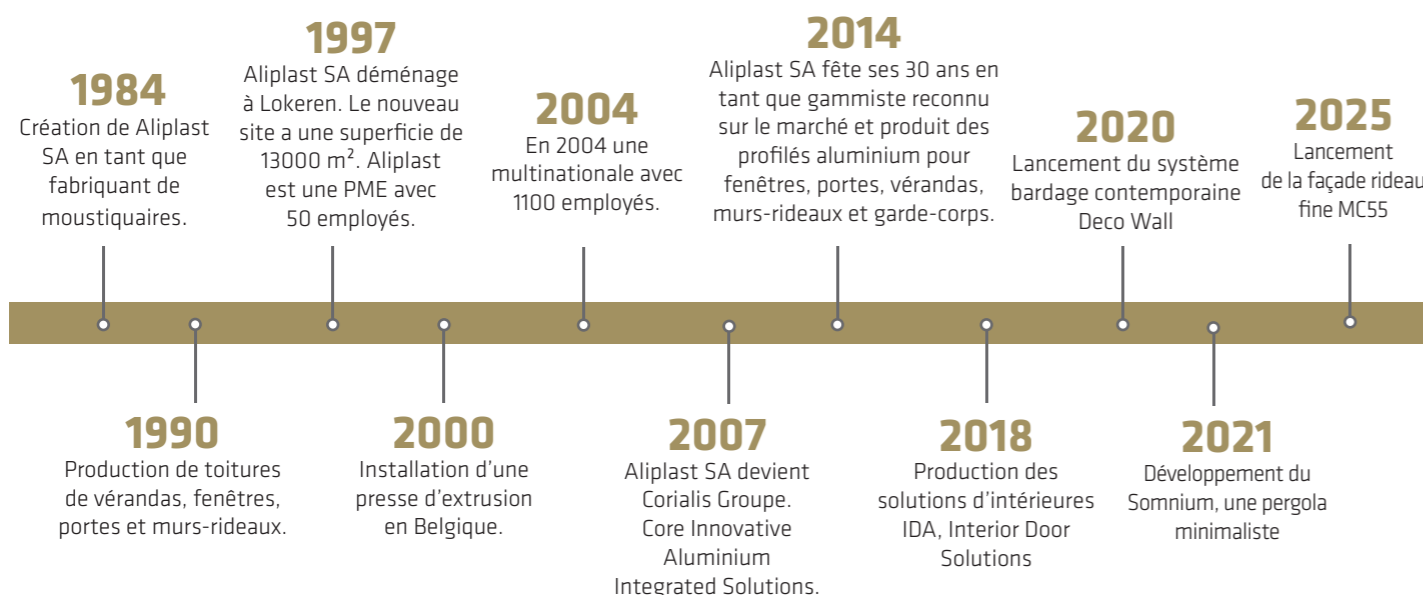 1984
Création de Aliplast
SA en tant que
fabriquant de
moustiquaires.
1990
Production de toitures
de vérandas, fenêtres,
portes et murs-rideaux.
1997
Aliplast SA déménage
à Lokeren. Le nouveau
site a une superficie de
13000 m². Aliplast
est une PME avec
50 employés.
2000
Installation d’une
presse d’extrusion
en Belgique.
2004
En 2004 une
multinationale avec
1100 employés.
2007
Aliplast SA devient
Corialis Groupe.
Core Innovative
Aluminium
Integrated Solutions.
2014
Aliplast SA fête ses 30 ans en
tant que gammiste reconnu
sur le marché et produit des
profilés aluminium pour
fenêtres, portes, vérandas,
murs-rideaux et garde-corps.
2018
Production des
solutions d’intérieures
IDA, Interior Door
Solutions
2020
Lancement du système
bardage contemporaine
Deco Wall
2021
Développement du
Somnium, une pergola
minimaliste
2025
Lancement
de la façade rideau
fine MC55